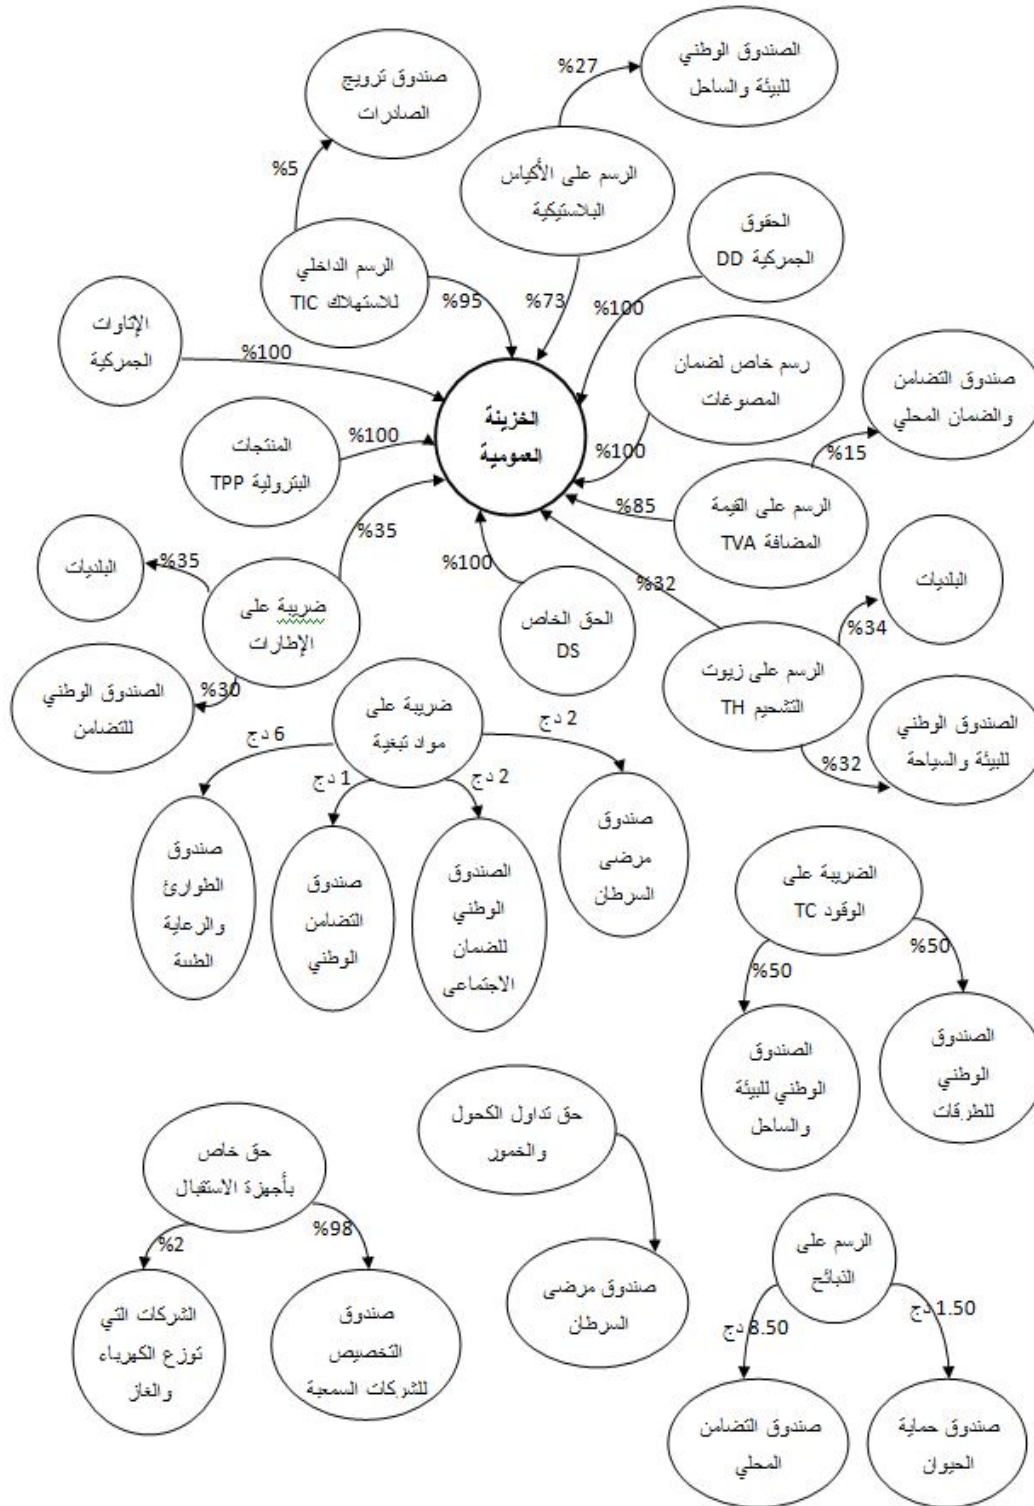 الصندوق الوطني
للبيئة والساحل
%27
صندوق ترويج
الصادرات
%5
الرسم على الأكياس
البلاستيكية
الحقوق
الجمركية DD
الرسم الداخلي
للاستهلاك TIC
%95
%73
%100
الإتاوات
الجمركية
%100
رسم خاص لضمان
المصوغات
%100
صندوق التضامن
والضمان المحلي
%15
الخزينة
العمومية
المنتجات
البترولية TPP
%100
الرسم على القيمة
المضافة TVA
%85
%35
البلديات
%35
ضريبة على
الإطارات
%100
الحق الخاص
DS
%32
البلديات
%34
الرسم على زيوت
التشحيم TH
الصندوق الوطني
للتضامن
%30
ضريبة على
مواد تبغية
الصندوق الوطني
للبيئة والسياحة
%32
6 دج
1 دج
2 دج
2 دج
صندوق
الطوارئ
والرعاية
الطبية
صندوق
التضامن
الوطني
الصندوق
الوطني
للضمان
الاجتماعي
صندوق
مرضى
السرطان
الضريبة على
الوقود TC
%50
%50
الصندوق
الوطني للبيئة
والساحل
الصندوق
الوطني
للطرقات
حق تداول الكحول
والخمور
صندوق مرضى
السرطان
حق خاص
بأجهزة الاستقبال
%2
%98
الشركات التي
توزع الكهرباء
والغاز
صندوق
التخصيص
للشركات السمعية
الرسم على
الذبائح
8.50 دج
1.50 دج
صندوق التضامن
المحلي
صندوق حماية
الحيوان